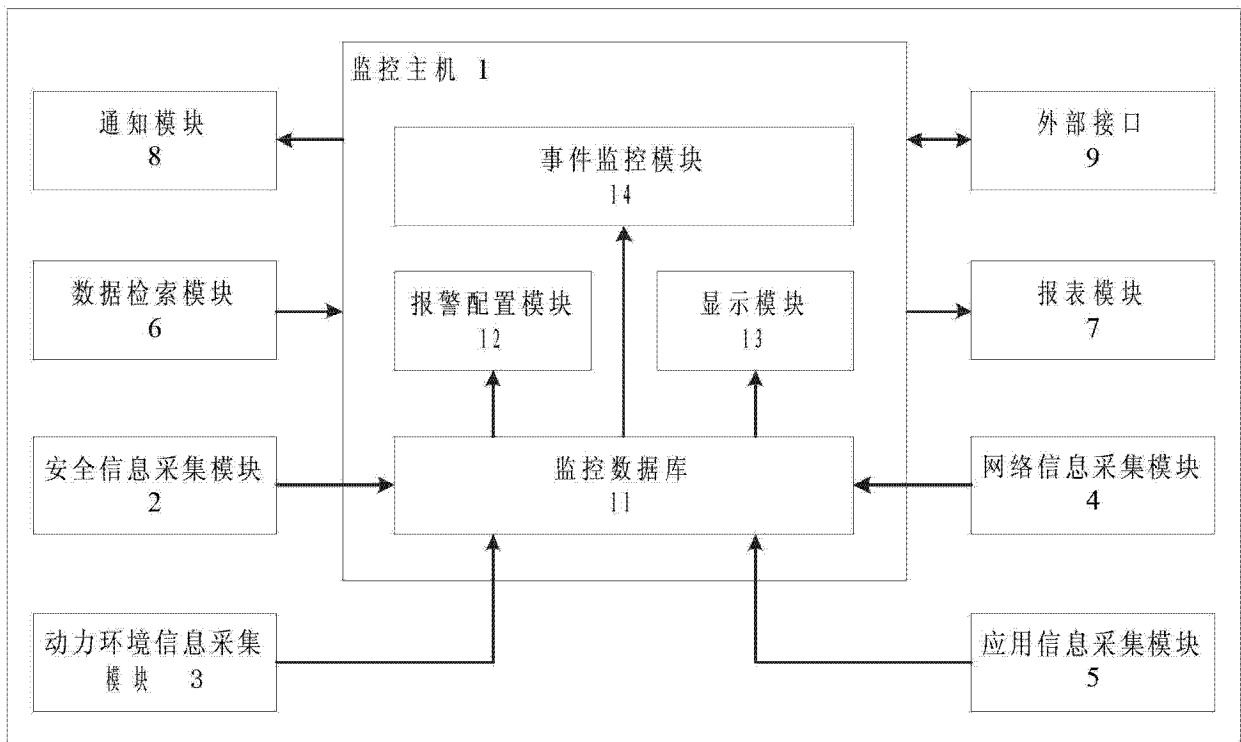 监控主机 1
通知模块
8
事件监控模块
14
外部接口
9
数据检索模块
6
报警配置模块
12
显示模块
13
报表模块
7
安全信息采集模块
2
监控数据库
11
网络信息采集模块
4
动力环境信息采集
模块 3
应用信息采集模块
5